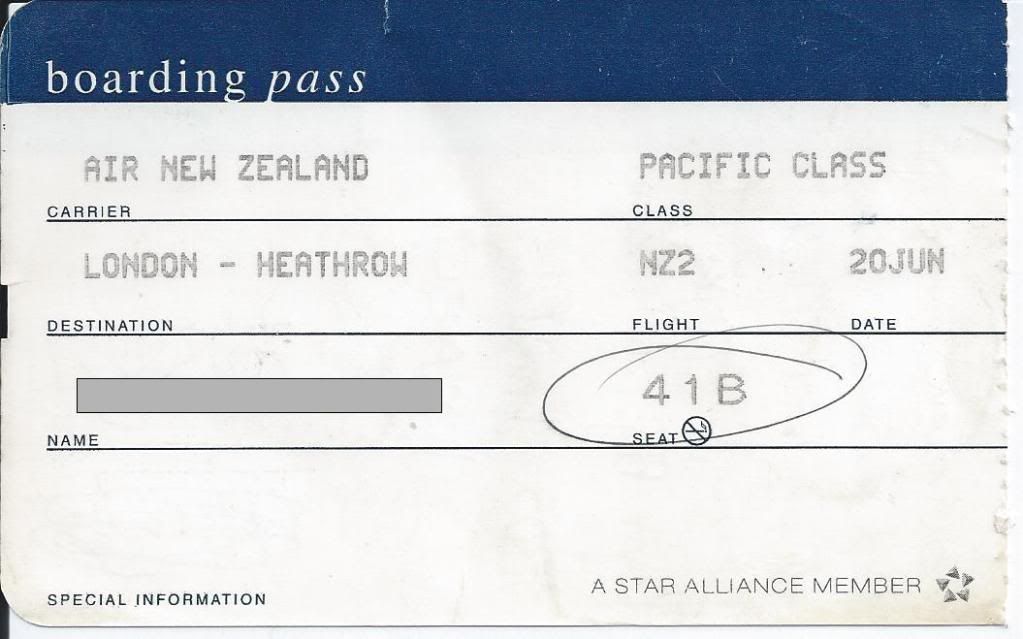 boarding pass
AIR NEW ZEALAND PACIFIC CLASS
CARRIER CLASS
LONDON - HEATHROW NZ2 20JUN
DESTINATION FLIGHT DATE
41B
NAME SEAT
SPECIAL INFORMATION A STAR ALLIANCE MEMBER